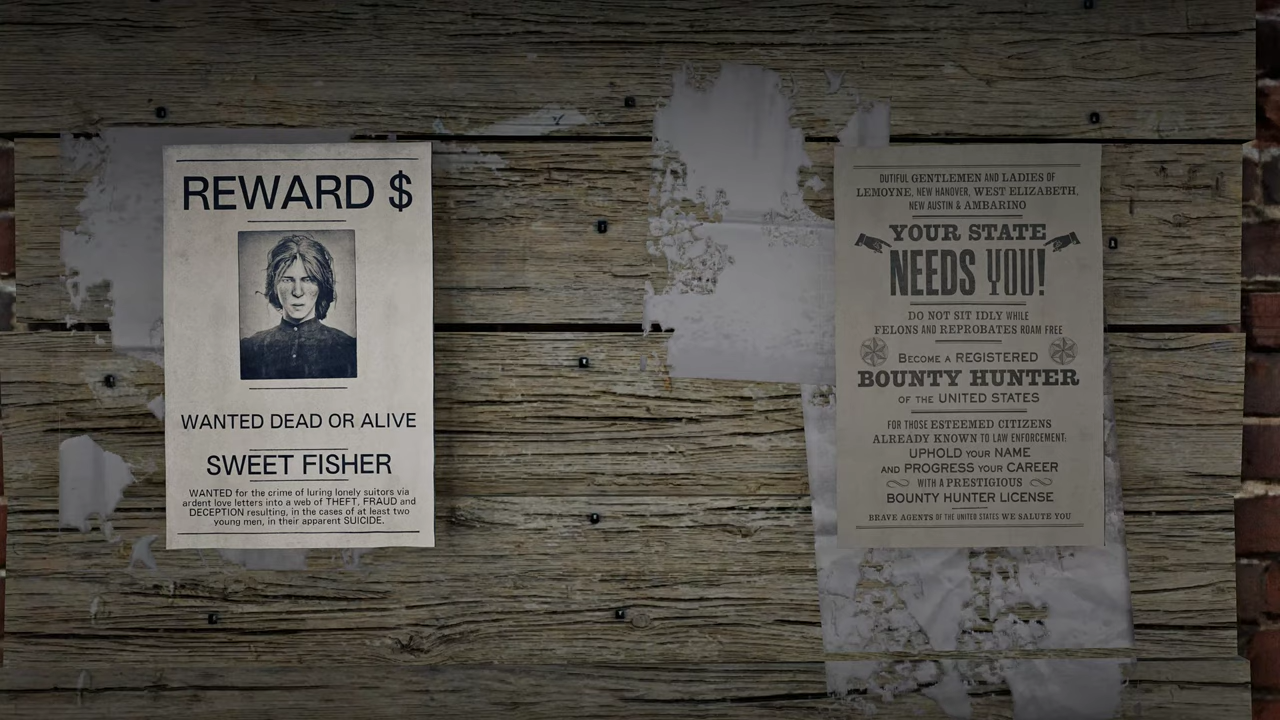 REWARD $
WANTED DEAD OR ALIVE
SWEET FISHER
WANTED for the crime of luring lonely suitors via
ardent love letters into a web of THEFT, FRAUD and
DECEPTION resulting, in the cases of at least two
young men, in their apparent SUICIDE.
DUTIFUL GENTLEMEN AND LADIES OF
LEMOYNE, NEW HANOVER, WEST ELIZABETH,
NEW AUSTIN & AMBARINO
YOUR STATE
NEEDS YOU!
DO NOT SIT IDLY WHILE
FELONS AND REPROBATES ROAM FREE
BECOME A REGISTERED
BOUNTY HUNTER
OF THE UNITED STATES
FOR THOSE ESTEEMED CITIZENS
ALREADY KNOWN TO LAW ENFORCEMENT;
UPHOLD YOUR NAME
AND PROGRESS YOUR CAREER
WITH A PRESTIGIOUS
BOUNTY HUNTER LICENSE
BRAVE AGENTS OF THE UNITED STATES WE SALUTE YOU